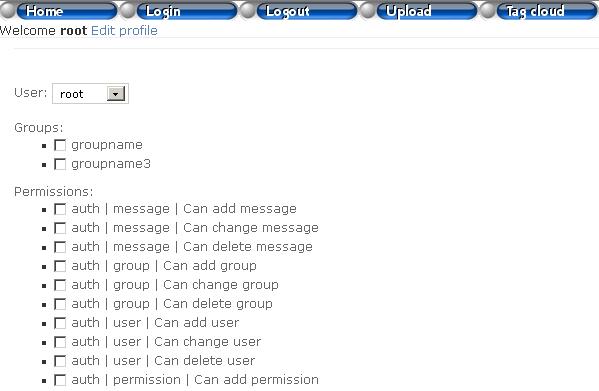 Home Login Logout Upload Tag cloud
Welcome root Edit profile
User: root
Groups:
groupname
groupname3
Permissions:
auth | message | Can add message
auth | message | Can change message
auth | message | Can delete message
auth | group | Can add group
auth | group | Can change group
auth | group | Can delete group
auth | user | Can add user
auth | user | Can change user
auth | user | Can delete user
auth | permission | Can add permission